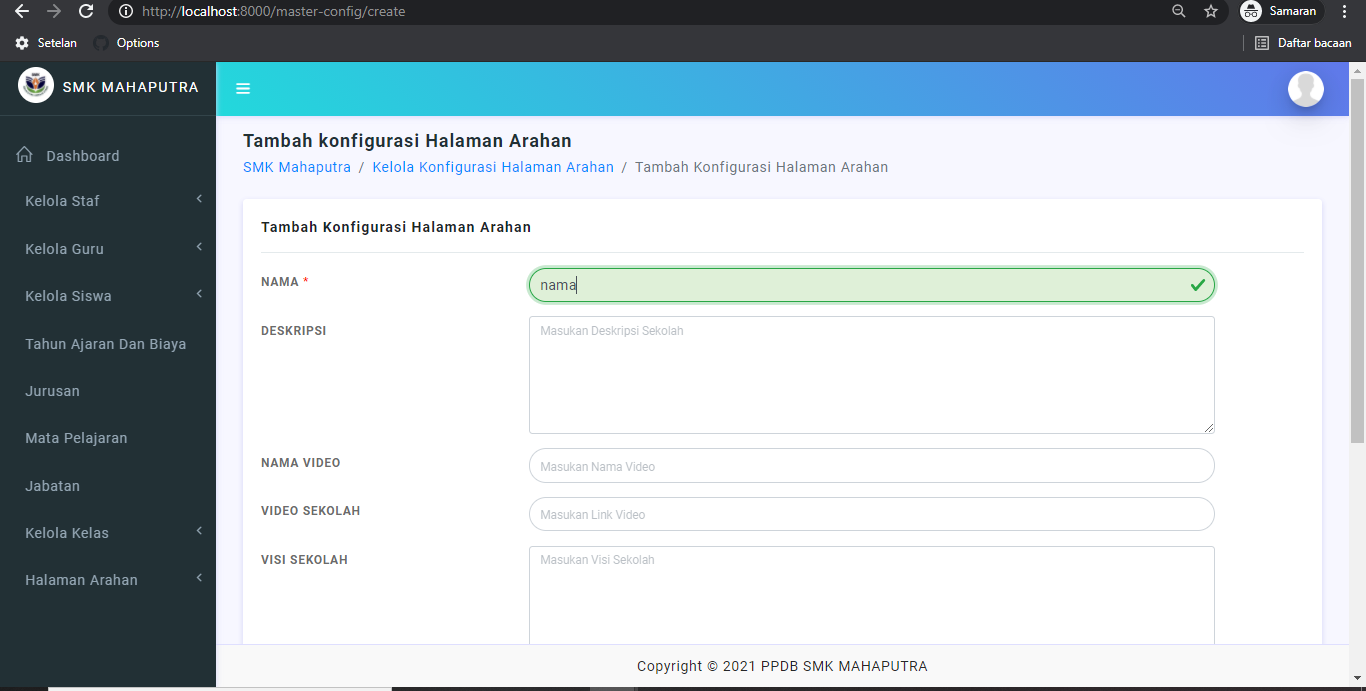 http://localhost:8000/master-config/create
Samaran
Setelan
Options
Daftar bacaan
SMK MAHAPUTRA
Dashboard
Kelola Staf
Kelola Guru
Kelola Siswa
Tahun Ajaran Dan Biaya
Jurusan
Mata Pelajaran
Jabatan
Kelola Kelas
Halaman Arahan
Tambah konfigurasi Halaman Arahan
SMK Mahaputra / Kelola Konfigurasi Halaman Arahan / Tambah Konfigurasi Halaman Arahan
Tambah Konfigurasi Halaman Arahan
NAMA *
nama
DESKRIPSI
Masukan Deskripsi Sekolah
NAMA VIDEO
Masukan Nama Video
VIDEO SEKOLAH
Masukan Link Video
VISI SEKOLAH
Masukan Visi Sekolah
Copyright © 2021 PPDB SMK MAHAPUTRA